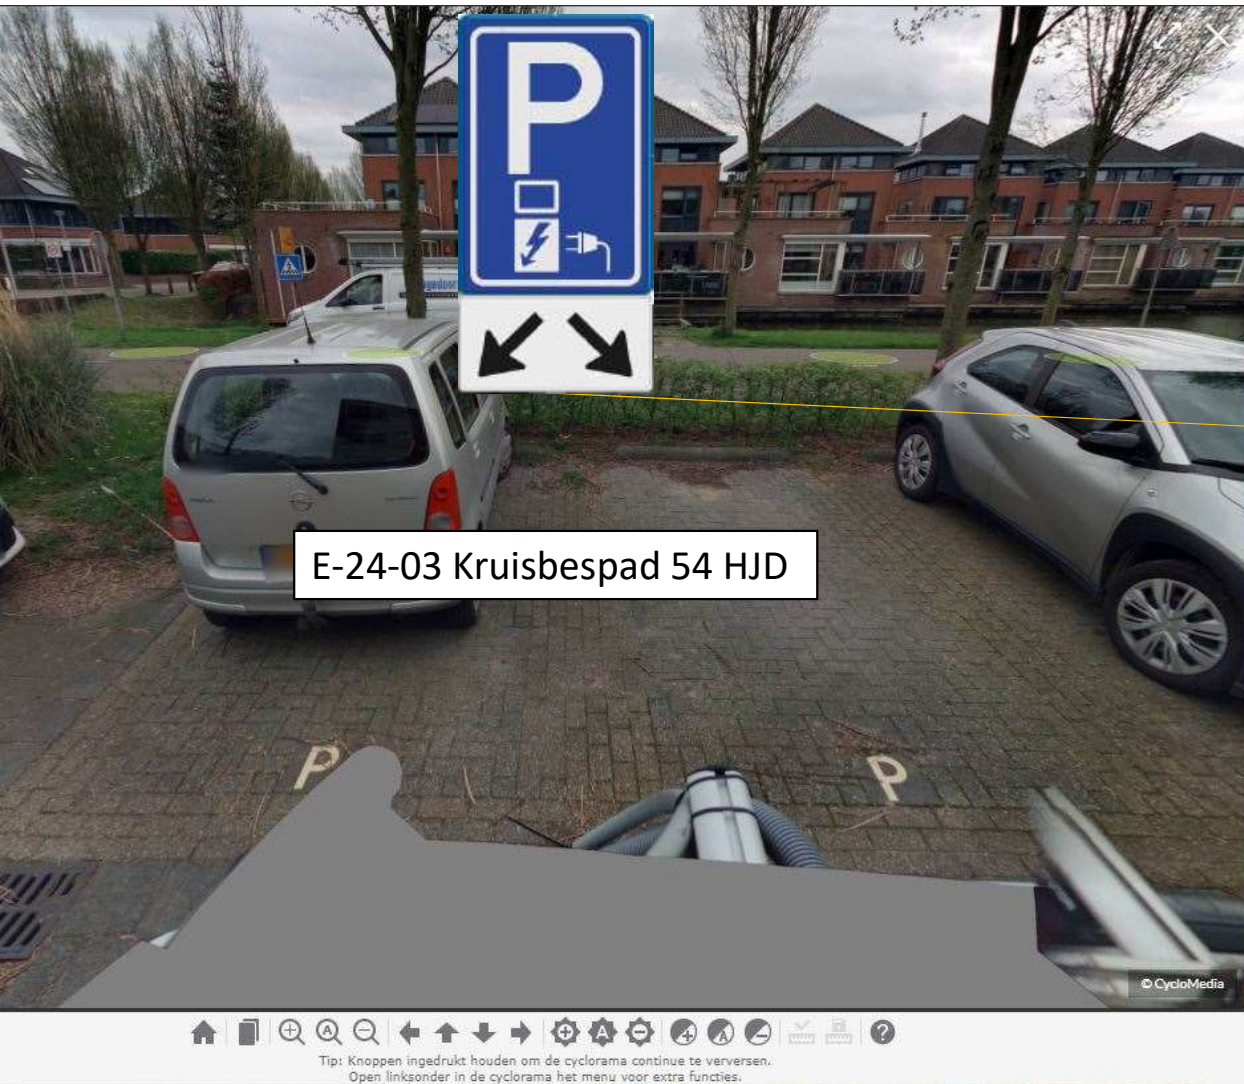 P
E-24-03 Kruisbespad 54 HJD
P
P
© CycloMedia
Tip: Knoppen ingedrukt houden om de cyclorama continue te verversen.
Open linksonder in de cyclorama het menu voor extra functies.